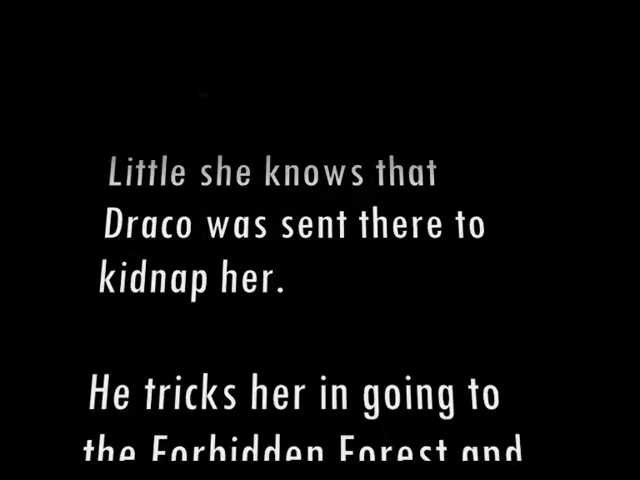 Little she knows that
Draco was sent there to
kidnap her.
He tricks her in going to
the Forbidden Forest and